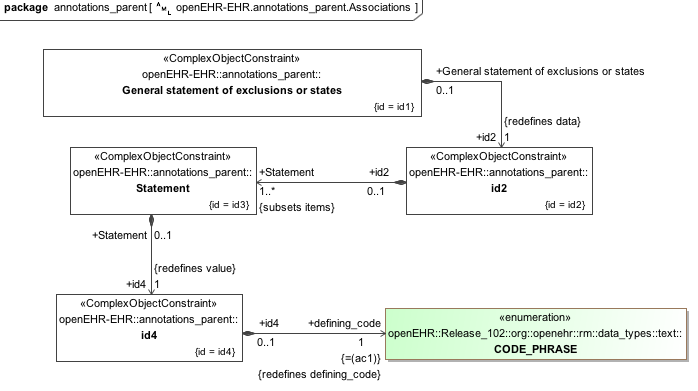 package annotations_parent [ AML openEHR-EHR.annotations_parent.Associations ]
«ComplexObjectConstraint»
openEHR-EHR::annotations_parent::
General statement of exclusions or states
{id = id1}
+General statement of exclusions or states
0..1
{redefines data}
+id2 1
«ComplexObjectConstraint»
openEHR-EHR::annotations_parent::
Statement
{id = id3}
+Statement
1..*
{subsets items}
+id2
0..1
«ComplexObjectConstraint»
openEHR-EHR::annotations_parent::
id2
{id = id2}
+Statement 0..1
{redefines value}
+id4 1
«ComplexObjectConstraint»
openEHR-EHR::annotations_parent::
id4
{id = id4}
+id4
0..1
+defining_code
1
{=(ac1)}
{redefines defining_code}
«enumeration»
openEHR::Release_102::org::openehr::rm::data_types::text::
CODE_PHRASE